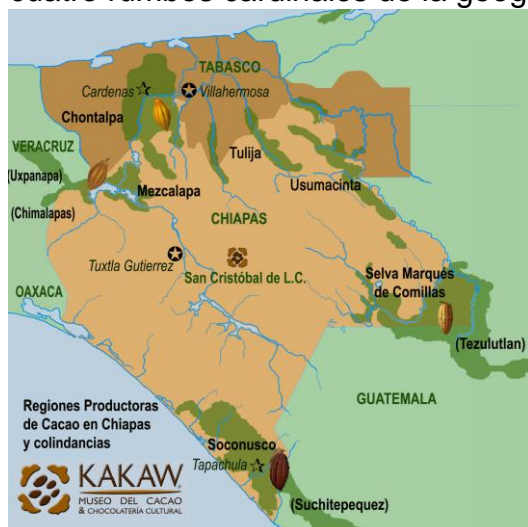 cuatro rumbos cardinales de la geog
TABASCO
Cardenas
Villahermosa
Chontalpa
VERACRUZ
(Uxpanapa)
Tulija
Usumacinta
Mezcalapa
(Chimalapas)
CHIAPAS
Tuxtla Gutierrez
San Cristóbal de L.C.
OAXACA
Selva Marqués
de Comillas
(Tezulutlan)
GUATEMALA
Regiones Productoras
de Cacao en Chiapas
y colindancias
Soconusco
Tapachula
(Suchitepequez)
KAKAW
MUSEO DEL CACAO
& CHOCOLATERÍA CULTURAL